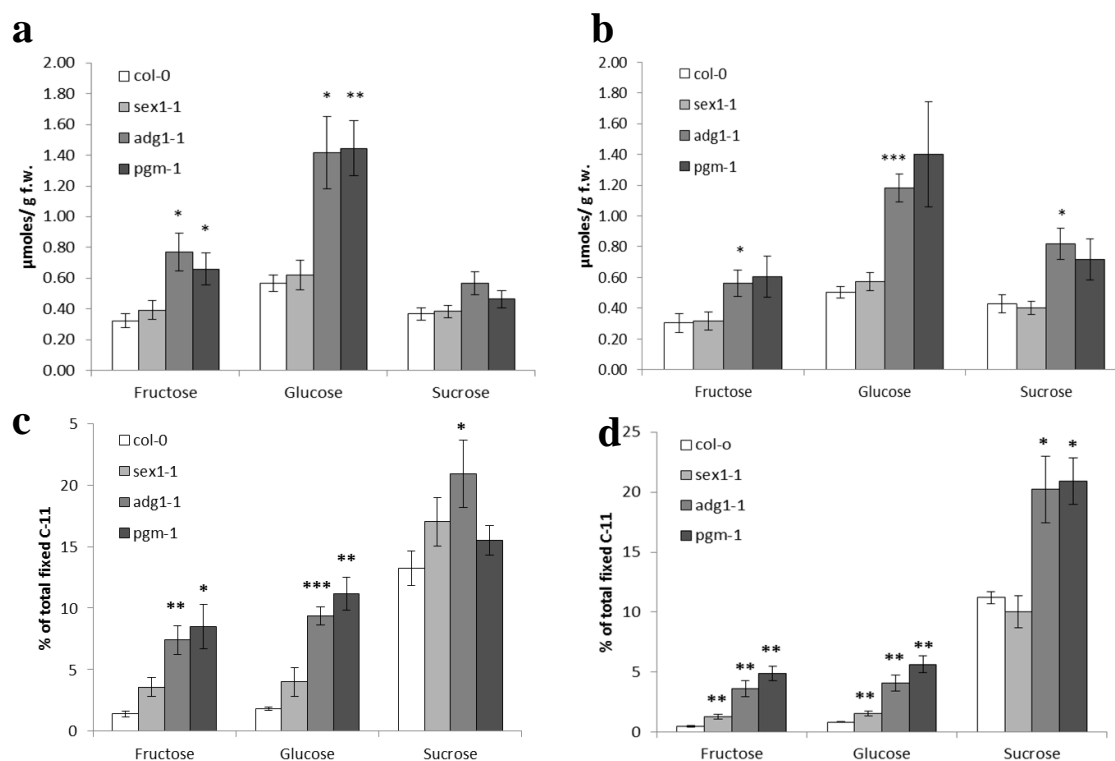 a
2.00
1.80
1.60
1.40
1.20
1.00
0.80
0.60
0.40
0.20
0.00
µmoles/ g f.w.
col-0
sex1-1
adg1-1
pgm-1
*
*
*
**
Fructose
Glucose
Sucrose
b
2.00
1.80
1.60
1.40
1.20
1.00
0.80
0.60
0.40
0.20
0.00
µmoles/ g f.w.
col-0
sex1-1
adg1-1
pgm-1
*
***
*
Fructose
Glucose
Sucrose
c
5
20
15
10
5
0
% of total fixed C-11
col-0
sex1-1
adg1-1
pgm-1
**
*
***
**
*
Fructose
Glucose
Sucrose
d
25
20
15
10
5
0
% of total fixed C-11
col-o
sex1-1
adg1-1
pgm-1
**
**
**
**
**
**
*
*
Fructose
Glucose
Sucrose